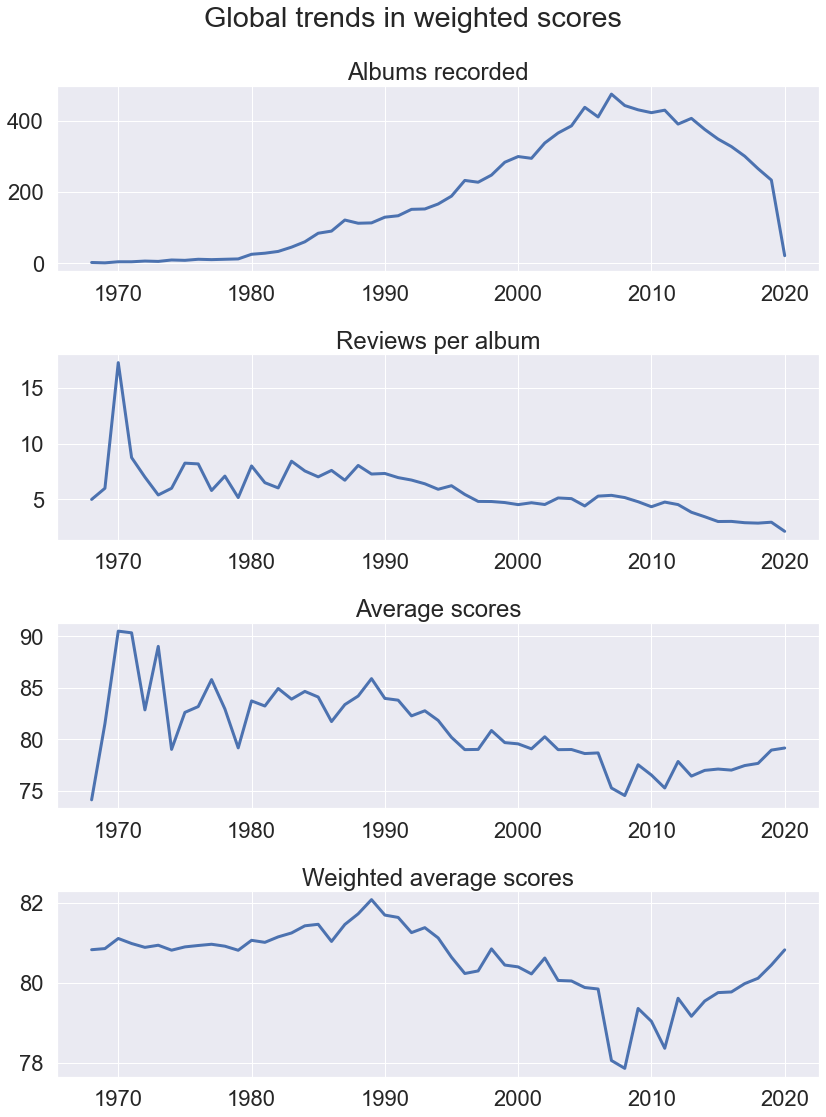 Global trends in weighted scores
Albums recorded
400
200
0
1970 1980 1990 2000 2010 2020
Reviews per album
15
10
5
1970 1980 1990 2000 2010 2020
Average scores
90
85
80
75
1970 1980 1990 2000 2010 2020
Weighted average scores
82
80
78
1970 1980 1990 2000 2010 2020